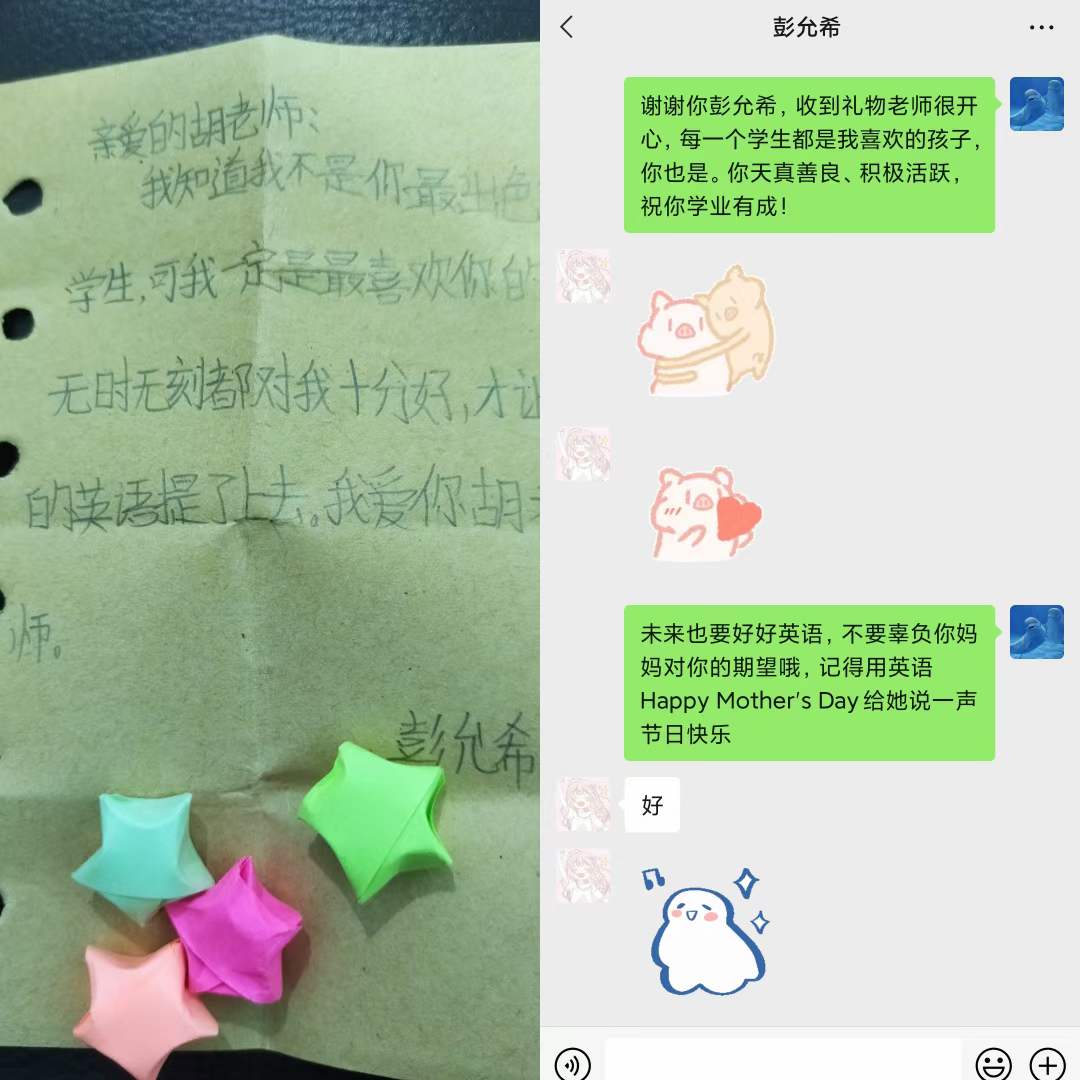 亲爱的胡老师：
我知道我不是你最出色
学生,可我一定是最喜欢你的
无时无刻都对我十分好,才让
的英语提了上去。我爱你胡老
师。
彭允希
彭允希
谢谢你彭允希，收到礼物老师很开
心，每一个学生都是我喜欢的孩子，
你也是。你天真善良、积极活跃，
祝你学业有成！
未来也要好好英语，不要辜负你妈
妈对你的期望哦，记得用英语
Happy Mother's Day 给她说一声
节日快乐
好